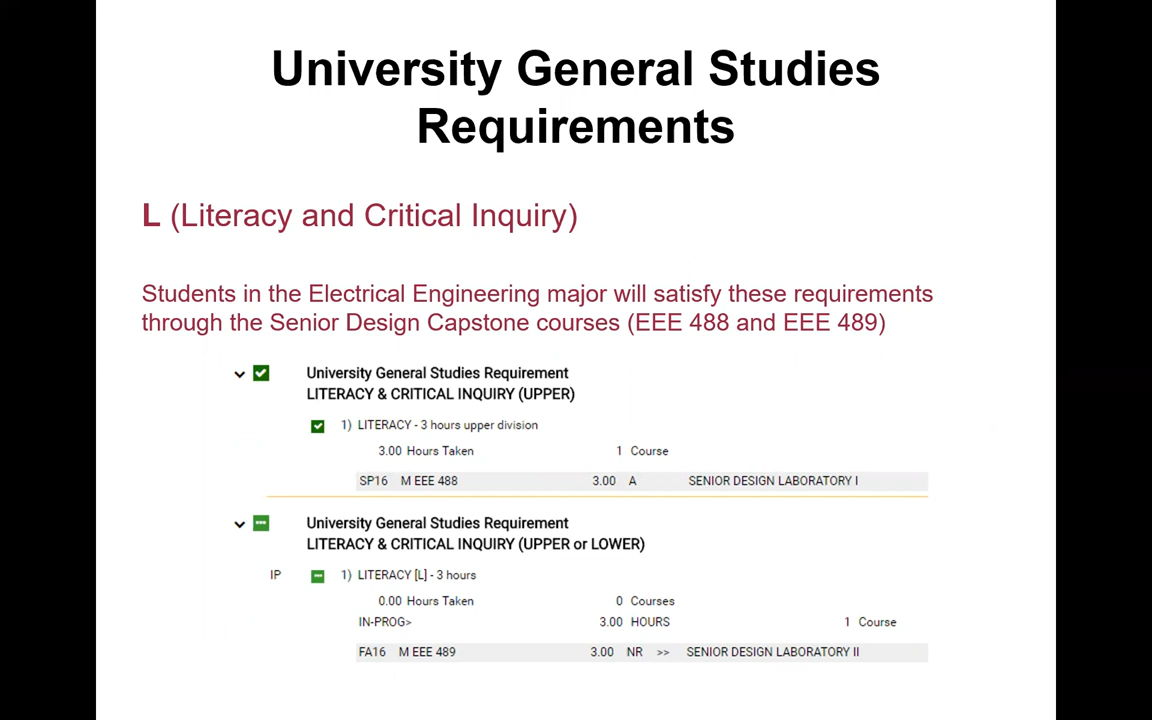 University General Studies
Requirements
L (Literacy and Critical Inquiry)
Students in the Electrical Engineering major will satisfy these requirements
through the Senior Design Capstone courses (EEE 488 and EEE 489)
University General Studies Requirement
LITERACY & CRITICAL INQUIRY (UPPER)
1) LITERACY - 3 hours upper division
3.00 Hours Taken 1 Course
SP16 M EEE 488 3.00 A SENIOR DESIGN LABORATORY I
University General Studies Requirement
LITERACY & CRITICAL INQUIRY (UPPER or LOWER)
IP 1) LITERACY [L] - 3 hours
0.00 Hours Taken 0 Courses
IN-PROG> 3.00 HOURS 1 Course
FA16 M EEE 489 3.00 NR >> SENIOR DESIGN LABORATORY II